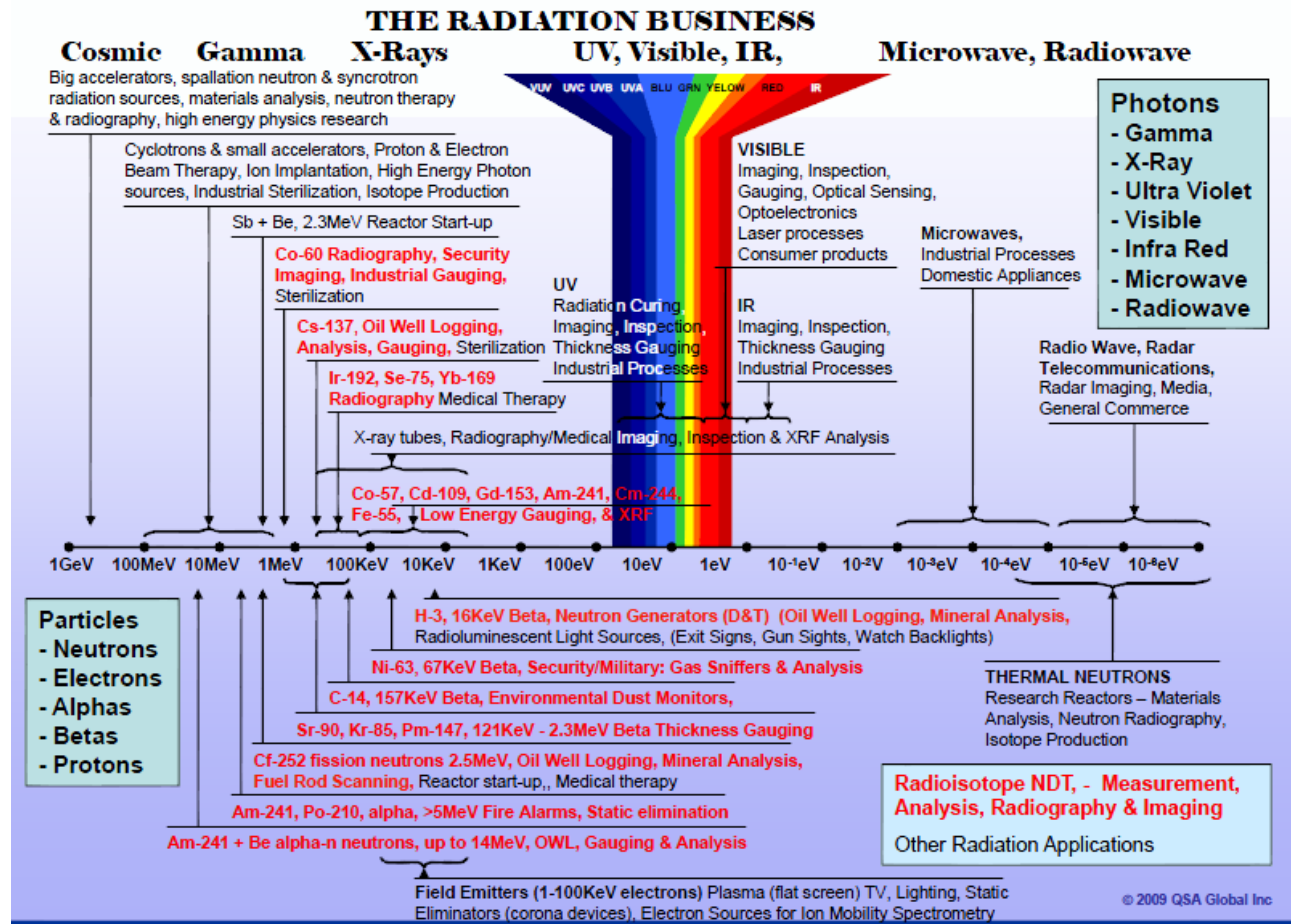 THE RADIATION BUSINESS
Cosmic Gamma X-Rays UV, Visible, IR, Microwave, Radiowave
Big accelerators, spallation neutron & syncrotron
radiation sources, materials analysis, neutron therapy
& radiography, high energy physics research
VUV UVC UVB UVA BLU GRN YELOW RED IR
Cyclotrons & small accelerators, Proton & Electron
Beam Therapy, Ion Implantation, High Energy Photon
sources, Industrial Sterilization, Isotope Production
Sb + Be, 2.3MeV Reactor Start-up
Co-60 Radiography, Security
Imaging, Industrial Gauging,
Sterilization
Cs-137, Oil Well Logging,
Analysis, Gauging, Sterilization
Ir-192, Se-75, Yb-169
Radiography Medical Therapy
X-ray tubes, Radiography/Medical Imaging, Inspection & XRF Analysis
Co-57, Cd-109, Gd-153, Am-241, Cm-244,
Fe-55, Low Energy Gauging, & XRF
UV
Radiation Curing,
Imaging, Inspection,
Thickness Gauging
Industrial Processes
VISIBLE
Imaging, Inspection,
Gauging, Optical Sensing,
Optoelectronics
Laser processes
Consumer products
IR
Imaging, Inspection,
Thickness Gauging
Industrial Processes
Microwaves,
Industrial Processes
Domestic Appliances
Radio Wave, Radar
Telecommunications,
Radar Imaging, Media,
General Commerce
Photons
- Gamma
- X-Ray
- Ultra Violet
- Visible
- Infra Red
- Microwave
- Radiowave
1GeV 100MeV 10MeV 1MeV 100KeV 10KeV 1KeV 100eV 10eV 1eV 10-1eV 10-2V 10-3eV 10-4eV 10-5eV 10-6eV
Particles
- Neutrons
- Electrons
- Alphas
- Betas
- Protons
H-3, 16KeV Beta, Neutron Generators (D&T) (Oil Well Logging, Mineral Analysis,
Radioluminescent Light Sources, (Exit Signs, Gun Sights, Watch Backlights)
Ni-63, 67KeV Beta, Security/Military: Gas Sniffers & Analysis
C-14, 157KeV Beta, Environmental Dust Monitors,
Sr-90, Kr-85, Pm-147, 121KeV - 2.3MeV Beta Thickness Gauging
Cf-252 fission neutrons 2.5MeV, Oil Well Logging, Mineral Analysis,
Fuel Rod Scanning, Reactor start-up,, Medical therapy
Am-241, Po-210, alpha, >5MeV Fire Alarms, Static elimination
Am-241 + Be alpha-n neutrons, up to 14MeV, OWL, Gauging & Analysis
Field Emitters (1-100KeV electrons) Plasma (flat screen) TV, Lighting, Static
Eliminators (corona devices), Electron Sources for Ion Mobility Spectrometry
THERMAL NEUTRONS
Research Reactors – Materials
Analysis, Neutron Radiography,
Isotope Production
Radioisotope NDT, - Measurement,
Analysis, Radiography & Imaging
Other Radiation Applications
© 2009 QSA Global Inc